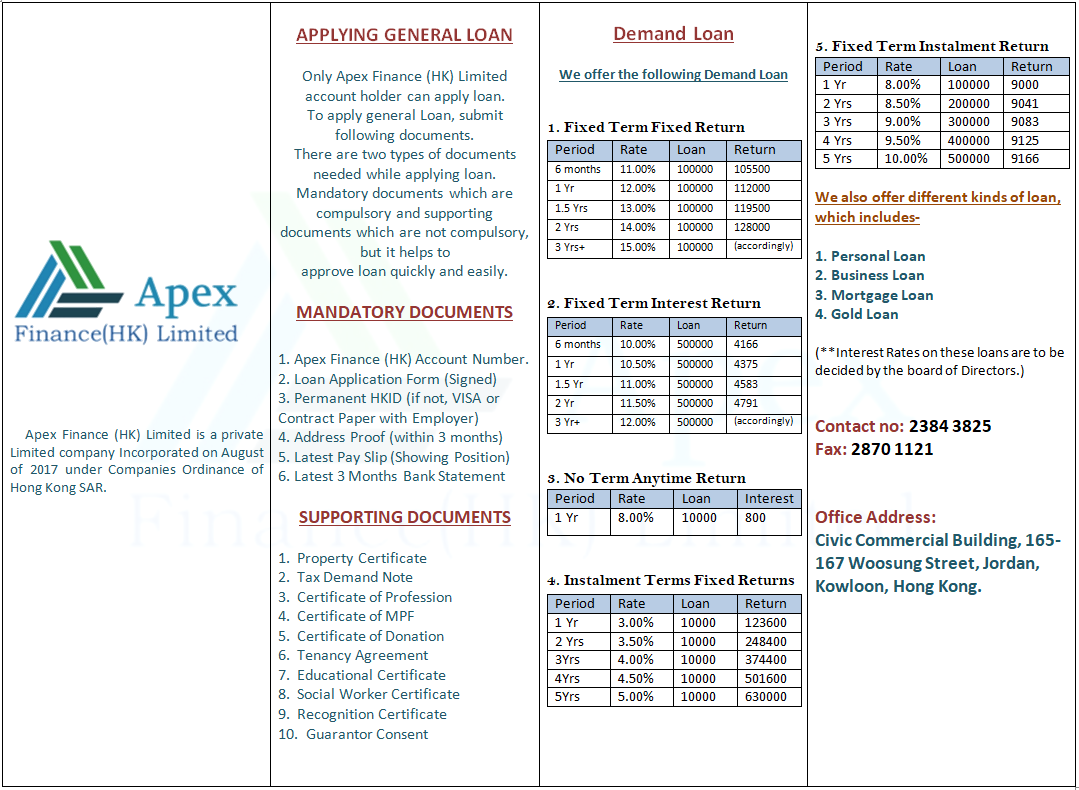 Apex
Finance(HK) Limited
Apex Finance (HK) Limited is a private
Limited company Incorporated on August
of 2017 under Companies Ordinance of
Hong Kong SAR.
APPLYING GENERAL LOAN
Only Apex Finance (HK) Limited
account holder can apply loan.
To apply general Loan, submit
following documents.
There are two types of documents
needed while applying loan.
Mandatory documents which are
compulsory and supporting
documents which are not compulsory,
but it helps to
approve loan quickly and easily.
MANDATORY DOCUMENTS
1. Apex Finance (HK) Account Number.
2. Loan Application Form (Signed)
3. Permanent HKID (if not, VISA or
Contract Paper with Employer)
4. Address Proof (within 3 months)
5. Latest Pay Slip (Showing Position)
6. Latest 3 Months Bank Statement
SUPPORTING DOCUMENTS
1. Property Certificate
2. Tax Demand Note
3. Certificate of Profession
4. Certificate of MPF
5. Certificate of Donation
6. Tenancy Agreement
7. Educational Certificate
8. Social Worker Certificate
9. Recognition Certificate
10. Guarantor Consent
Demand Loan
We offer the following Demand Loan
1. Fixed Term Fixed Return
Period Rate Loan Return
6 months 11.00% 100000 105500
1 Yr 12.00% 100000 112000
1.5 Yrs 13.00% 100000 119500
2 Yrs 14.00% 100000 128000
3 Yrs+ 15.00% 100000 (accordingly)
2. Fixed Term Interest Return
Period Rate Loan Return
6 months 10.00% 500000 4166
1 Yr 10.50% 500000 4375
1.5 Yr 11.00% 500000 4583
2 Yr 11.50% 500000 4791
3 Yr+ 12.00% 500000 (accordingly)
3. No Term Anytime Return
Period Rate Loan Interest
1 Yr 8.00% 10000 800
4. Instalment Terms Fixed Returns
Period Rate Loan Return
1 Yr 3.00% 10000 123600
2 Yrs 3.50% 10000 248400
3Yrs 4.00% 10000 374400
4Yrs 4.50% 10000 501600
5Yrs 5.00% 10000 630000
5. Fixed Term Instalment Return
Period Rate Loan Return
1 Yr 8.00% 100000 9000
2 Yrs 8.50% 200000 9041
3 Yrs 9.00% 300000 9083
4 Yrs 9.50% 400000 9125
5 Yrs 10.00% 500000 9166
We also offer different kinds of loan,
which includes-
1. Personal Loan
2. Business Loan
3. Mortgage Loan
4. Gold Loan
(**Interest Rates on these loans are to be
decided by the board of Directors.)
Contact no: 2384 3825
Fax: 2870 1121
Office Address:
Civic Commercial Building, 165-
167 Woosung Street, Jordan,
Kowloon, Hong Kong.